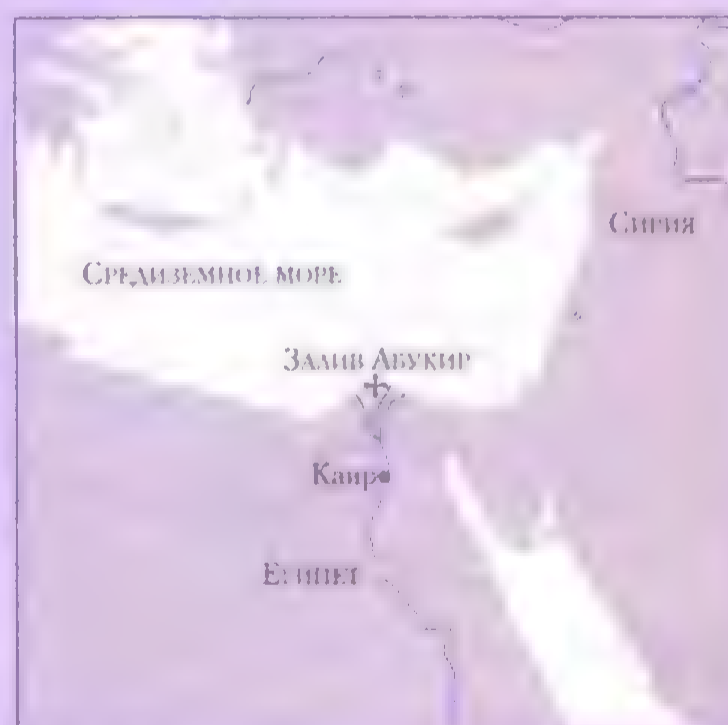 Сирия
Средиземное море
Залив Абукир
Каир
Египет